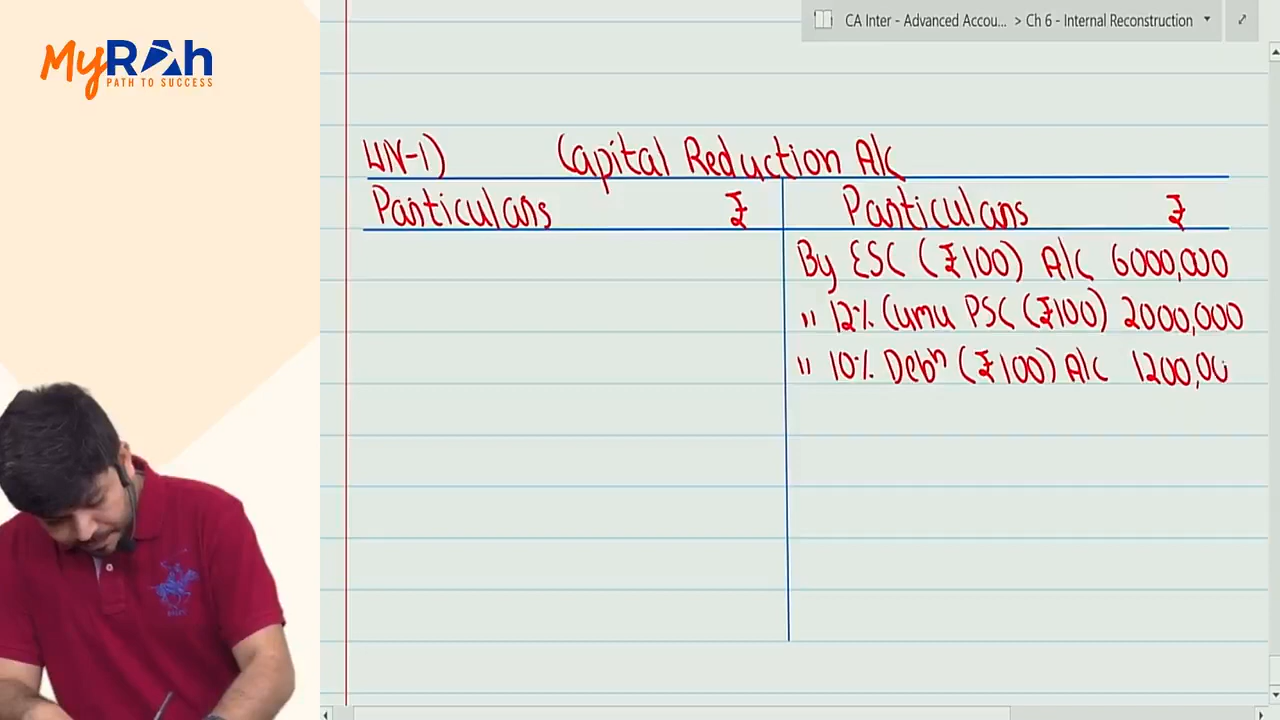 MyRAh
PATH TO SUCCESS
CA Inter - Advanced Accou... > Ch 6 - Internal Reconstruction
WN-1) Capital Reduction A/c
Particulars ₹ Particulars ₹
By ESC (₹100) A/c 6000,000
" 12% Cumu PSC (₹100) 2000,000
" 10% Debn (₹100) A/c 1200,00